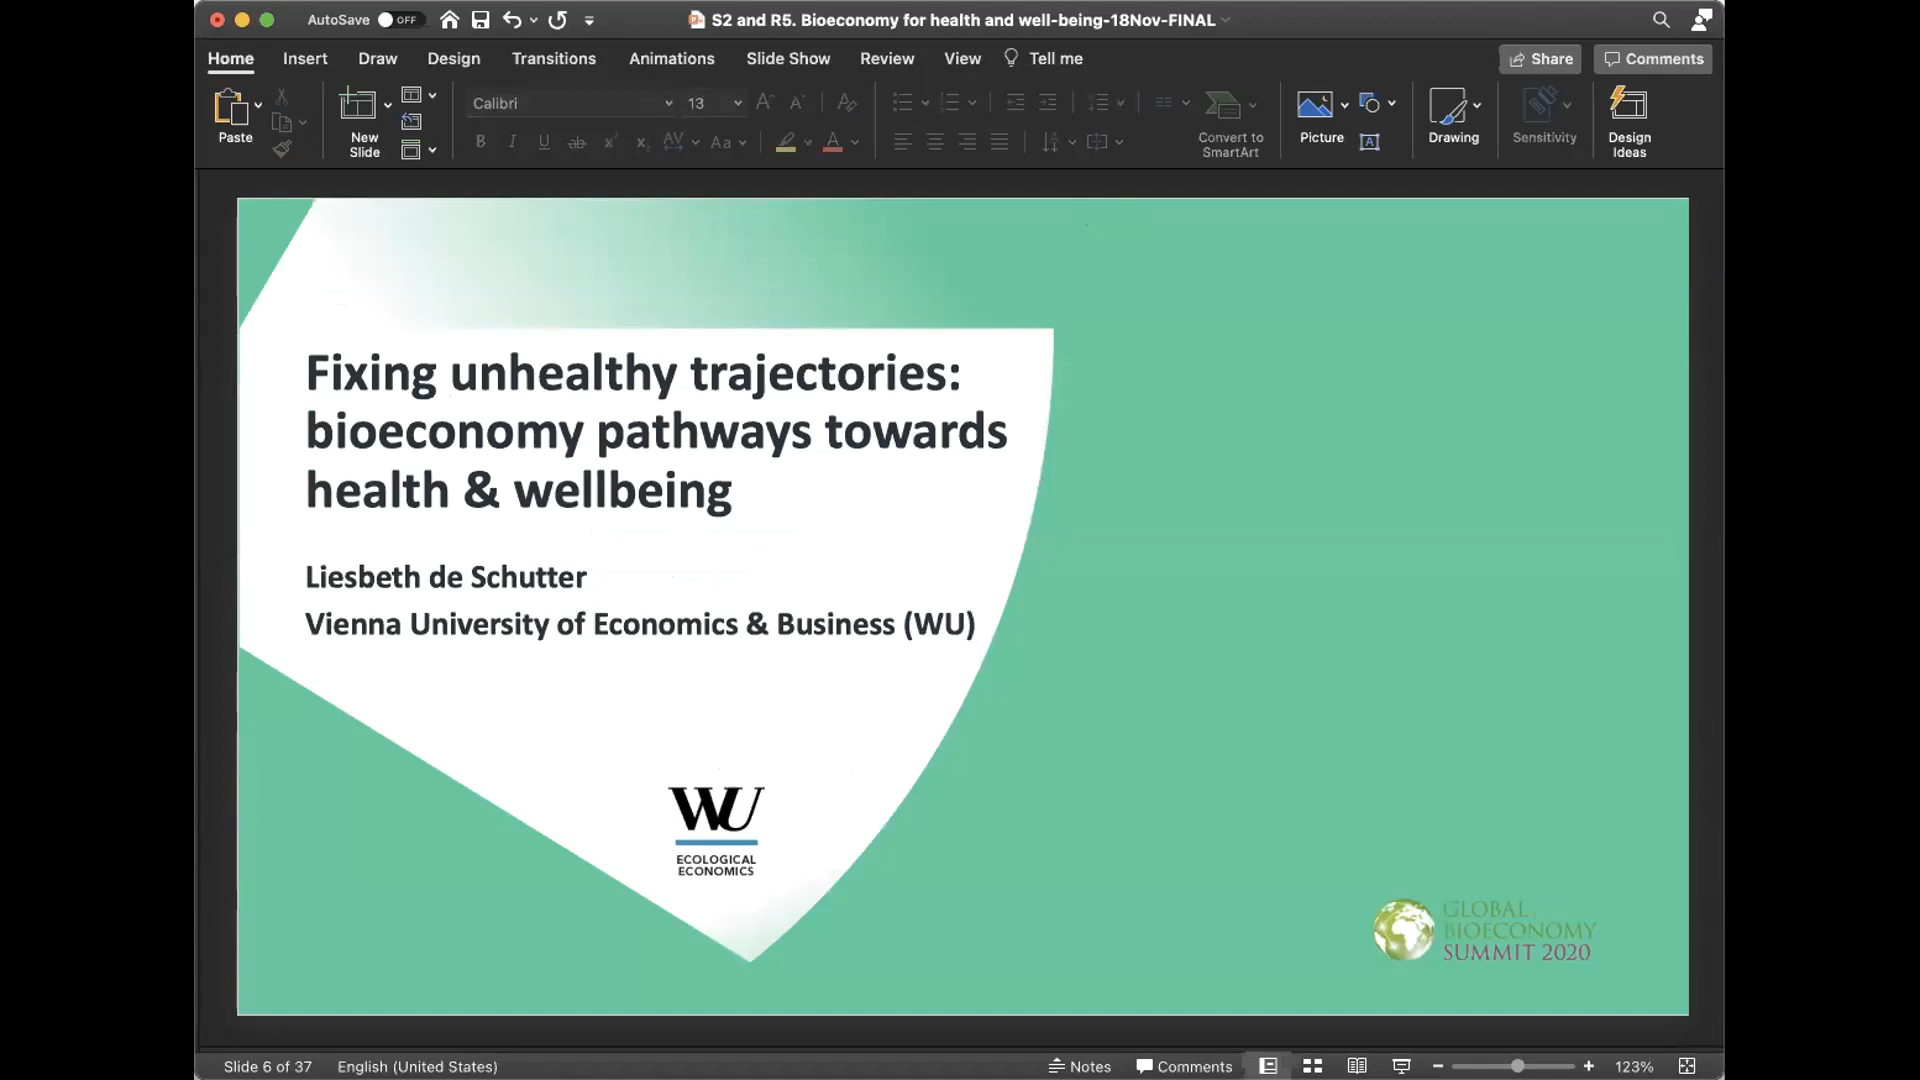 AutoSave OFF
S2 and R5. Bioeconomy for health and well-being-18Nov-FINAL
Home Insert Draw Design Transitions Animations Slide Show Review View Tell me Share Comments
Paste
New
Slide
Calibri 13
Convert to
SmartArt
Picture
Drawing
Sensitivity
Design
Ideas
Fixing unhealthy trajectories:
bioeconomy pathways towards
health & wellbeing
Liesbeth de Schutter
Vienna University of Economics & Business (WU)
WU
ECOLOGICAL
ECONOMICS
GLOBAL
BIOECONOMY
SUMMIT 2020
Slide 6 of 37 English (United States) Notes Comments 123%